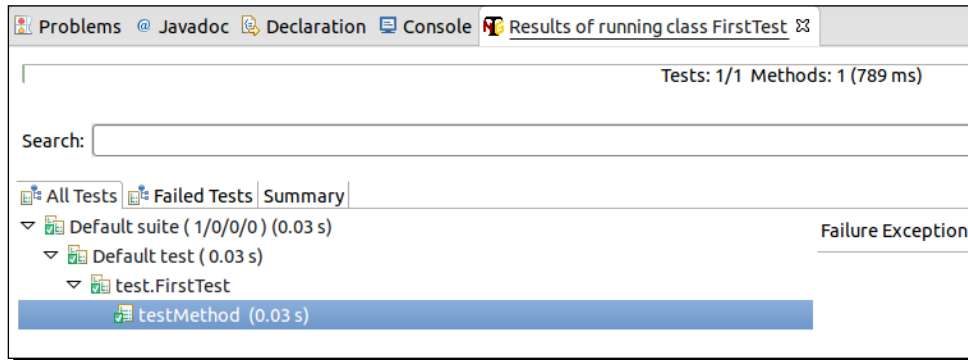 Problems @ Javadoc Declaration Console Results of running class FirstTest
Tests: 1/1 Methods: 1 (789 ms)
Search:
All Tests Failed Tests Summary
Default suite ( 1/0/0/0 ) (0.03 s)
Failure Exception
Default test ( 0.03 s)
test.FirstTest
testMethod (0.03 s)